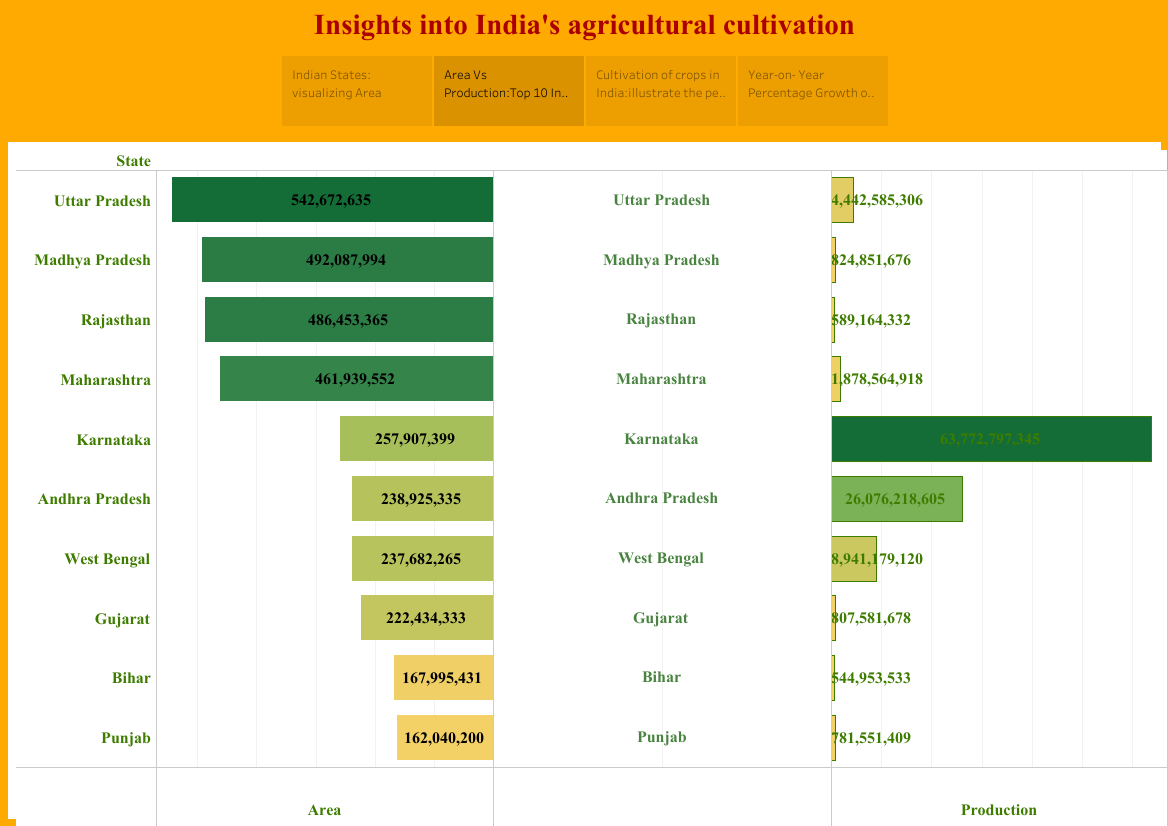 Insights into India's agricultural cultivation
Indian States:
visualizing Area
Area Vs
Production:Top 10 In..
Cultivation of crops in
India:illustrate the pe..
Year-on- Year
Percentage Growth o..
State
Uttar Pradesh 542,672,635 Uttar Pradesh 4,442,585,306
Madhya Pradesh 492,087,994 Madhya Pradesh 824,851,676
Rajasthan 486,453,365 Rajasthan 589,164,332
Maharashtra 461,939,552 Maharashtra 1,878,564,918
Karnataka 257,907,399 Karnataka 63,772,797,345
Andhra Pradesh 238,925,335 Andhra Pradesh 26,076,218,605
West Bengal 237,682,265 West Bengal 8,941,179,120
Gujarat 222,434,333 Gujarat 807,581,678
Bihar 167,995,431 Bihar 544,953,533
Punjab 162,040,200 Punjab 781,551,409
Area Production